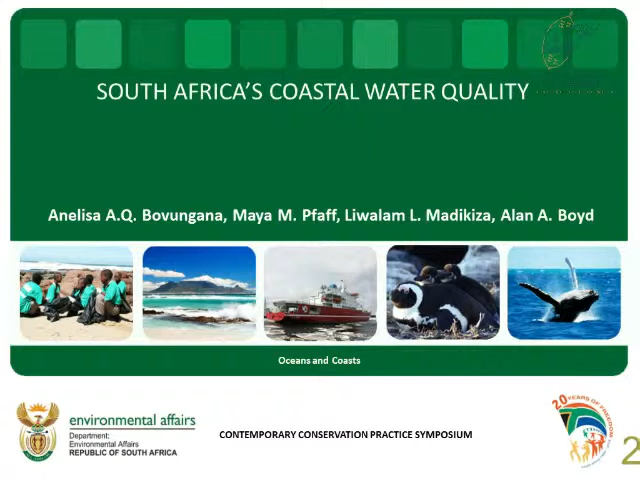 SOUTH AFRICA'S COASTAL WATER QUALITY
Anelisa A.Q. Bovungana, Maya M. Pfaff, Liwalam L. Madikiza, Alan A. Boyd
Oceans and Coasts
environmental affairs
Department:
Environmental Affairs
REPUBLIC OF SOUTH AFRICA
CONTEMPORARY CONSERVATION PRACTICE SYMPOSIUM
20 YEARS OF FREEDOM
2